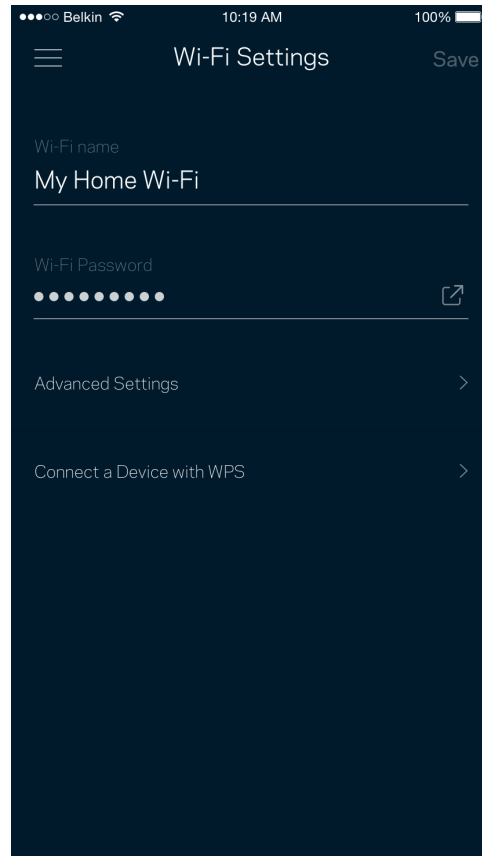 Belkin 10:19 AM 100%
Wi-Fi Settings Save
Wi-Fi name
My Home Wi-Fi
Wi-Fi Password
●●●●●●●●●
Advanced Settings
Connect a Device with WPS